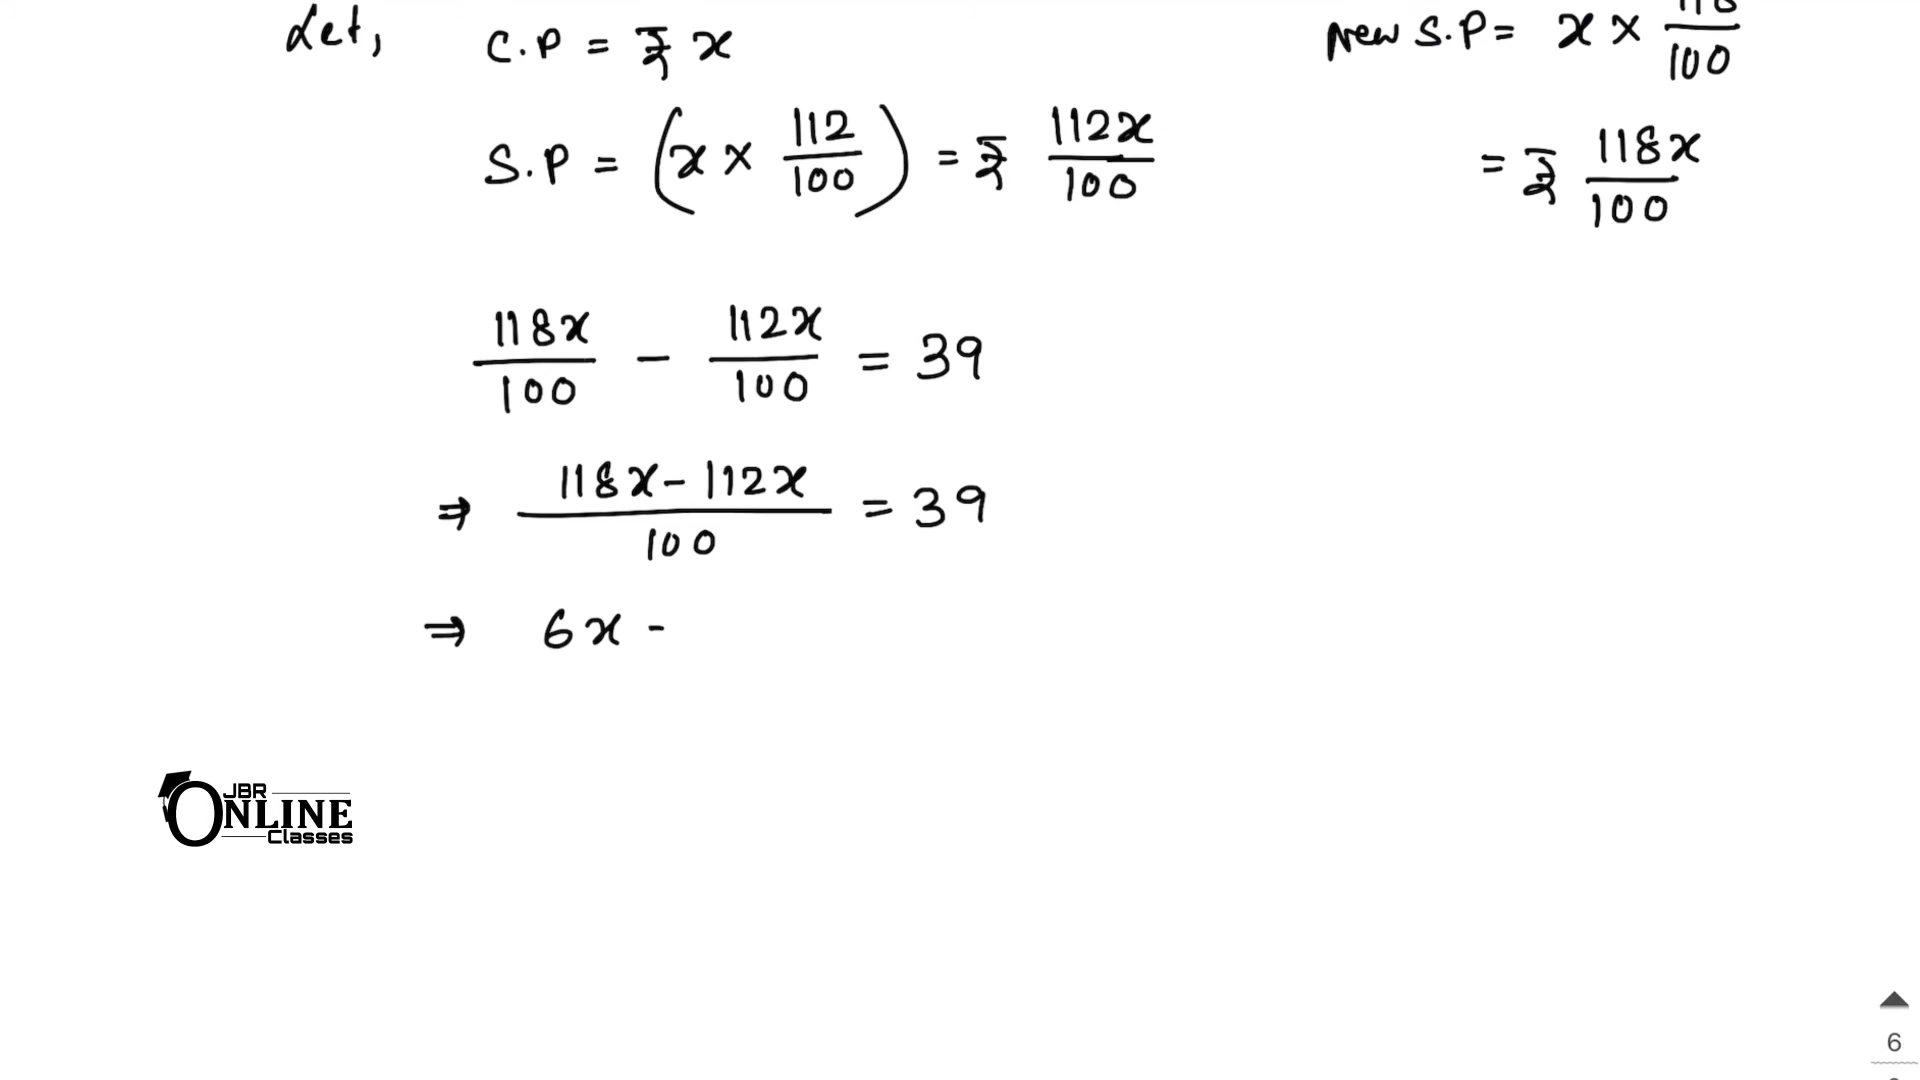 Let, C.P = ₹ x
S.P = (x × 112/100) = ₹ 112x/100
New S.P = x × 118/100
= ₹ 118x/100
118x/100 - 112x/100 = 39
⇒ 118x - 112x/100 = 39
⇒ 6x -
JBR
ONLINE
Classes
6